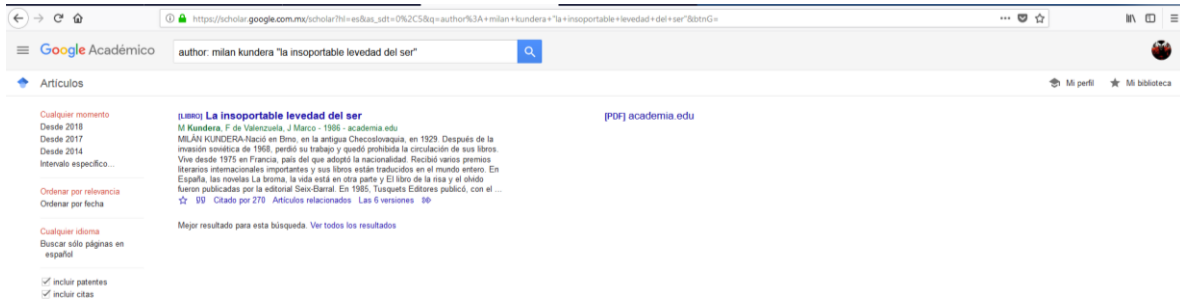 https://scholar.google.com.mx/scholar?hl=es&as_sdt=0%2C5&q=author%3A+milan+kundera+"la+insoportable+levedad+del+ser"&btnG=
Google Académico
author: milan kundera "la insoportable levedad del ser"
Artículos
Mi perfil
Mi biblioteca
Cualquier momento
Desde 2018
Desde 2017
Desde 2014
Intervalo específico...
Ordenar por relevancia
Ordenar por fecha
Cualquier idioma
Buscar sólo páginas en
español
incluir patentes
incluir citas
[LIBRO] La insoportable levedad del ser
M Kundera, F de Valenzuela, J Marco - 1986 - academia.edu
MILÁN KUNDERA-Nació en Brno, en la antigua Checoslovaquia, en 1929. Después de la
invasión soviética de 1968, perdió su trabajo y quedó prohibida la circulación de sus libros.
Vive desde 1975 en Francia, país del que adoptó la nacionalidad. Recibió varios premios
literarios internacionales importantes y sus libros están traducidos en el mundo entero. En
España, las novelas La broma, la vida está en otra parte y El libro de la risa y el olvido
fueron publicadas por la editorial Seix-Barral. En 1985, Tusquets Editores publicó, con el ...
Citado por 270 Artículos relacionados Las 6 versiones
[PDF] academia.edu
Mejor resultado para esta búsqueda. Ver todos los resultados